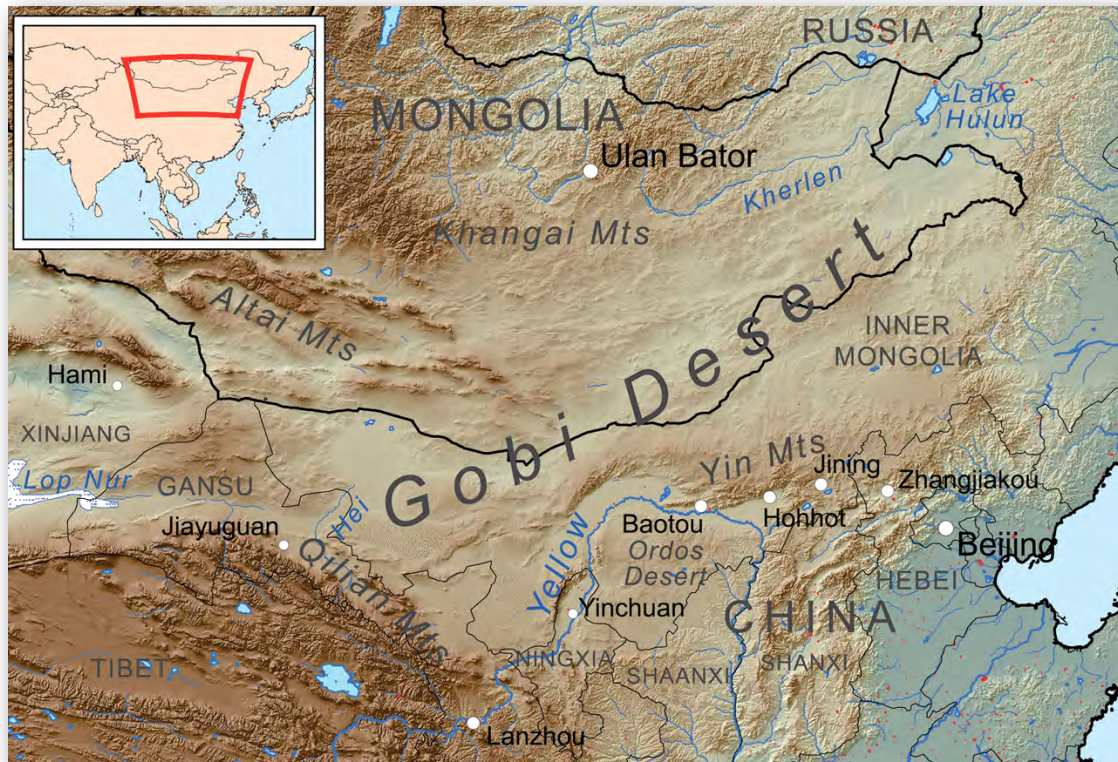 RUSSIA
MONGOLIA
Lake
Hulun
Ulan Bator
Kherlen
Khangai Mts
Altai Mts
Gobi Desert
INNER
MONGOLIA
Hami
XINJIANG
Lop Nur
GANSU
Jiayuguan
Hei
Qilian Mts
Yin Mts
Jining
Zhangjiakou
Baotou
Hohhot
Beijing
Ordos
Desert
Yellow
HEBEI
Yinchuan
CHINA
TIBET
NINGXIA
SHAANXI
SHANXI
Lanzhou